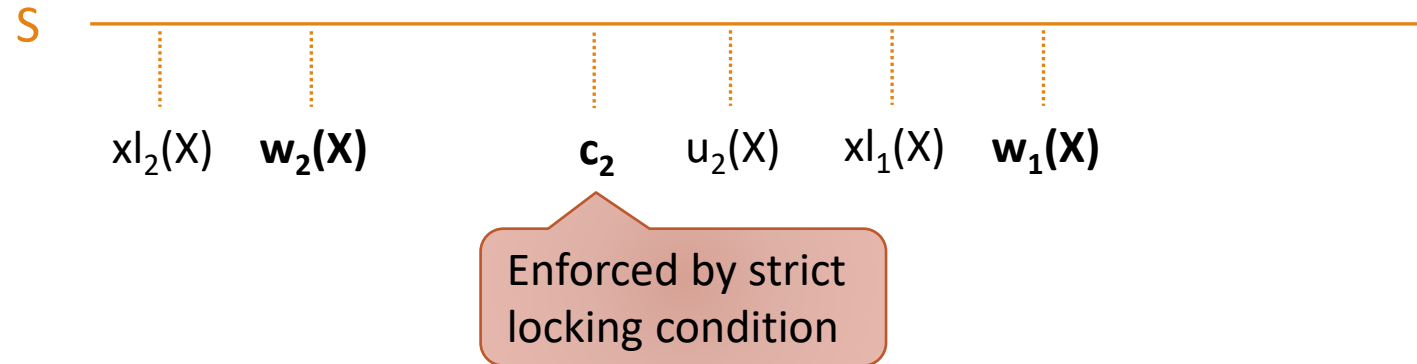 S
xl₂(X) w₂(X) c₂ u₂(X) xl₁(X) w₁(X)
Enforced by strict
locking condition